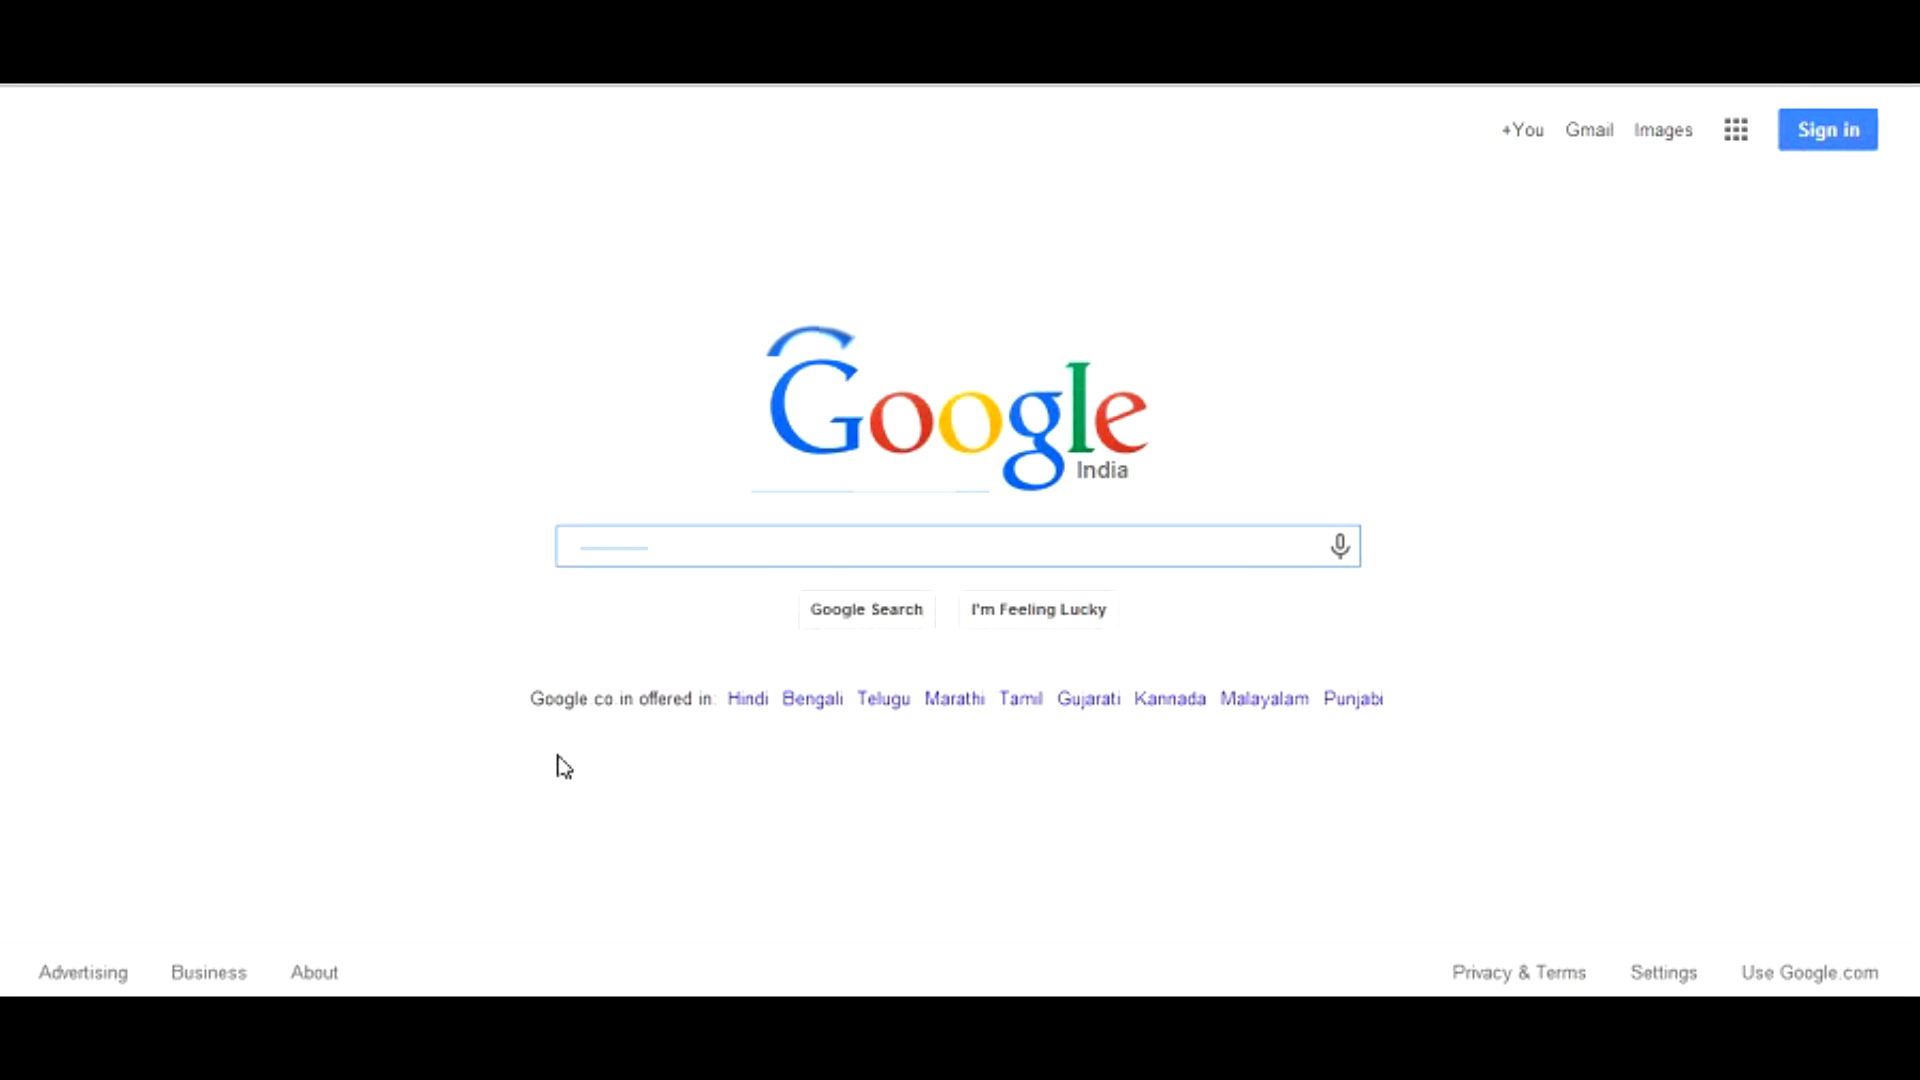 +You Gmail Images Sign in
Google
India
Google Search I'm Feeling Lucky
Google.co.in offered in: Hindi Bengali Telugu Marathi Tamil Gujarati Kannada Malayalam Punjabi
Advertising Business About Privacy & Terms Settings Use Google.com